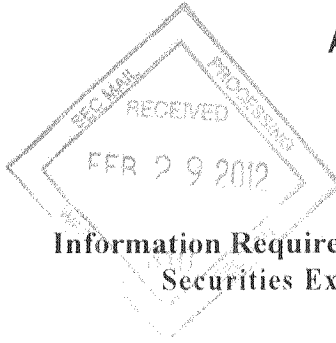 SEC MAIL PROCESSING
RECEIVED
FEB 29 2012
Information Require
Securities Ex